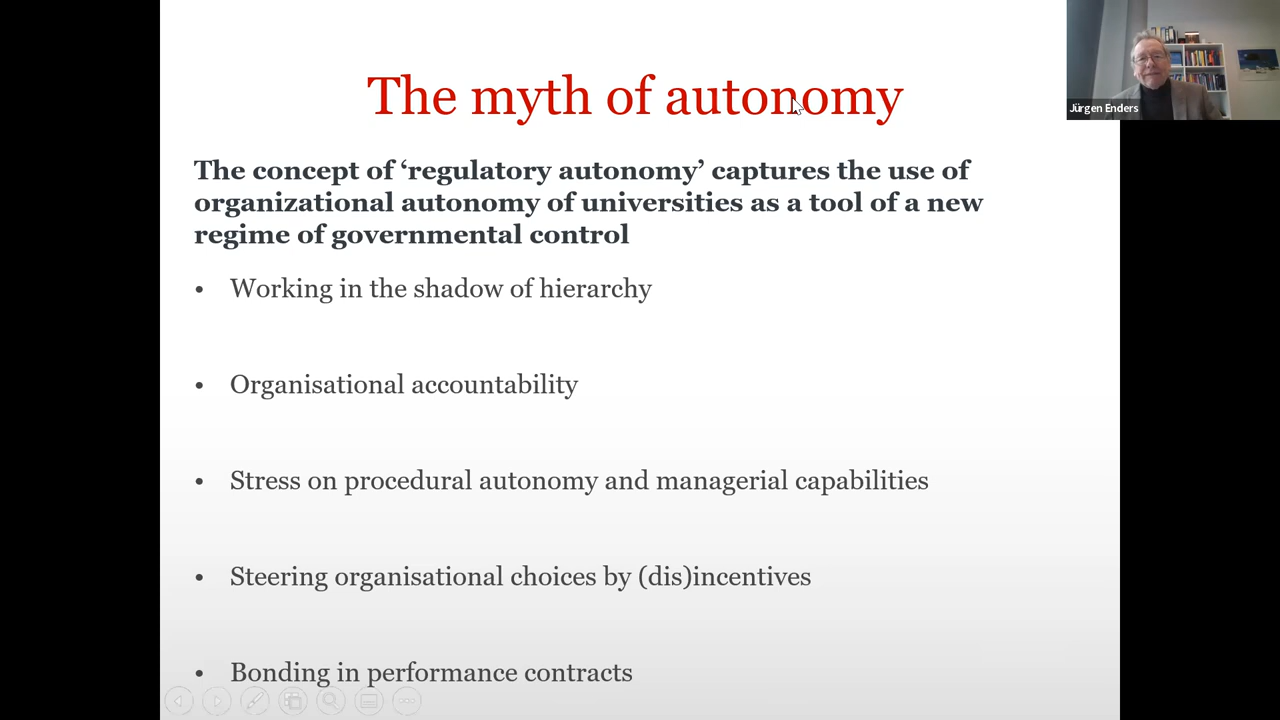 The myth of autonomy
Jürgen Enders
The concept of ‘regulatory autonomy’ captures the use of
organizational autonomy of universities as a tool of a new
regime of governmental control
• Working in the shadow of hierarchy
• Organisational accountability
• Stress on procedural autonomy and managerial capabilities
• Steering organisational choices by (dis)incentives
• Bonding in performance contracts